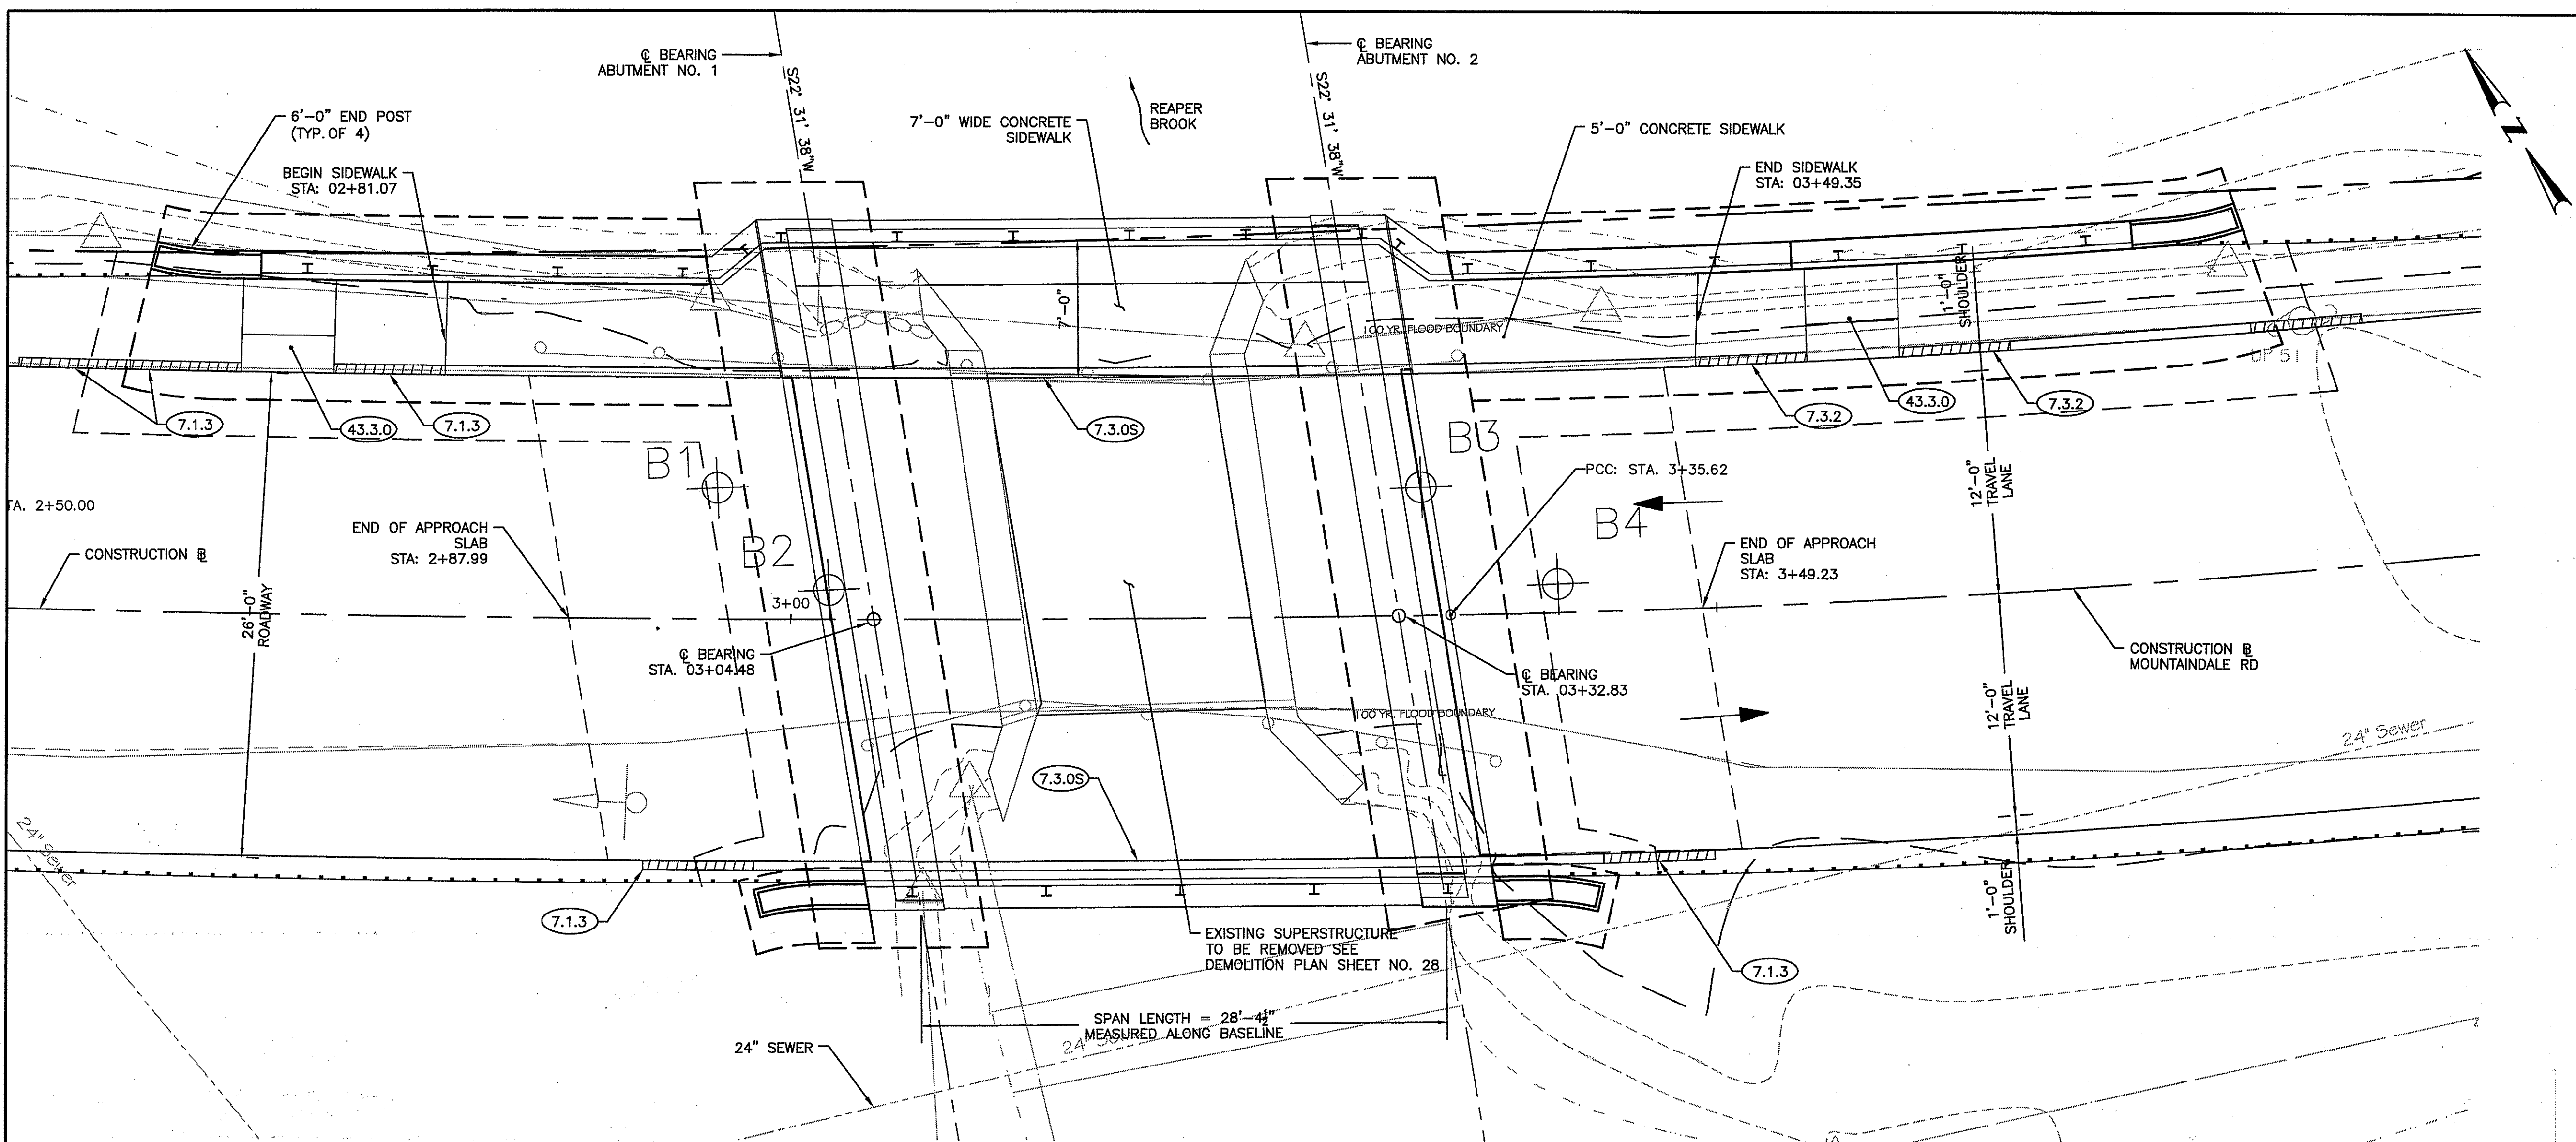 ℄ BEARING
ABUTMENT NO. 1
℄ BEARING
ABUTMENT NO. 2
S22° 31' 38"W
S22° 31' 38"W
REAPER
BROOK
6'-0" END POST
(TYP. OF 4)
7'-0" WIDE CONCRETE
SIDEWALK
5'-0" CONCRETE SIDEWALK
BEGIN SIDEWALK
STA: 02+81.07
END SIDEWALK
STA: 03+49.35
Z
7'-0"
1'-0"
SHOULDER
100 YR. FLOOD BOUNDARY
UP 51
7.1.3
43.3.0
7.1.3
7.3.0S
7.3.2
43.3.0
7.3.2
B1
B3
PCC: STA. 3+35.62
12'-0"
TRAVEL
LANE
TA. 2+50.00
END OF APPROACH
SLAB
STA: 2+87.99
B2
B4
END OF APPROACH
SLAB
STA: 3+49.23
CONSTRUCTION ℄
3+00
26'-0"
ROADWAY
℄ BEARING
STA. 03+04.48
℄ BEARING
STA. 03+32.83
CONSTRUCTION ℄
MOUNTAINDALE RD
12'-0"
TRAVEL
LANE
100 YR. FLOOD BOUNDARY
24" Sewer
7.3.0S
24" Sewer
7.1.3
1'-0"
SHOULDER
EXISTING SUPERSTRUCTURE
TO BE REMOVED SEE
DEMOLITION PLAN SHEET NO. 28
7.1.3
SPAN LENGTH = 28'-4½"
MEASURED ALONG BASELINE
24" SEWER
24"